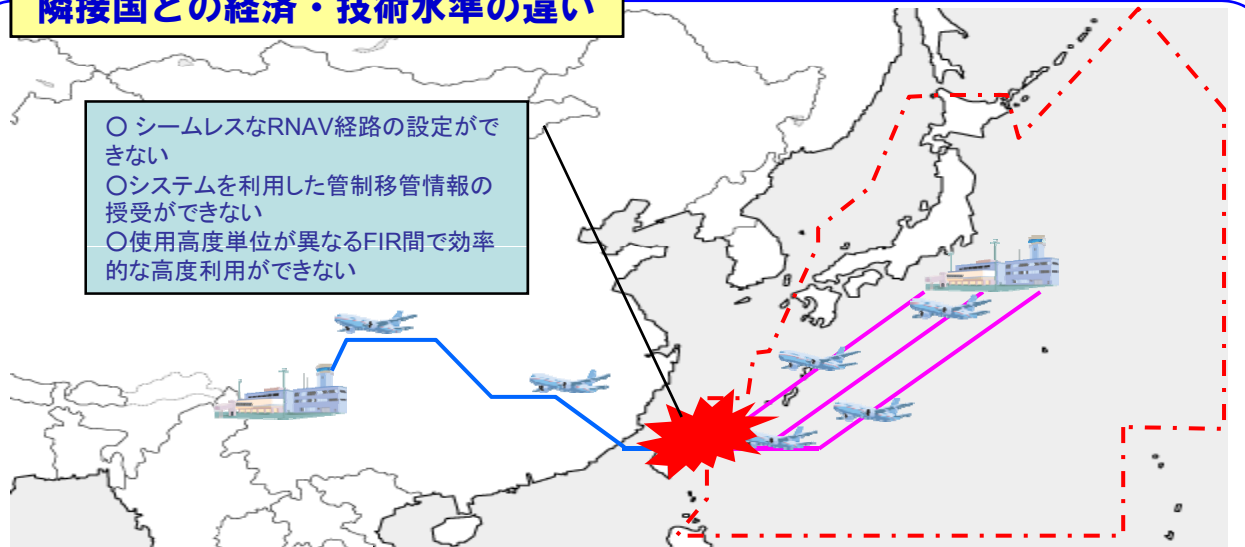 隣接国との経済・技術水準の違い
○ シームレスなRNAV経路の設定がで
きない
○システムを利用した管制移管情報の
授受ができない
○使用高度単位が異なるFIR間で効率
的な高度利用ができない